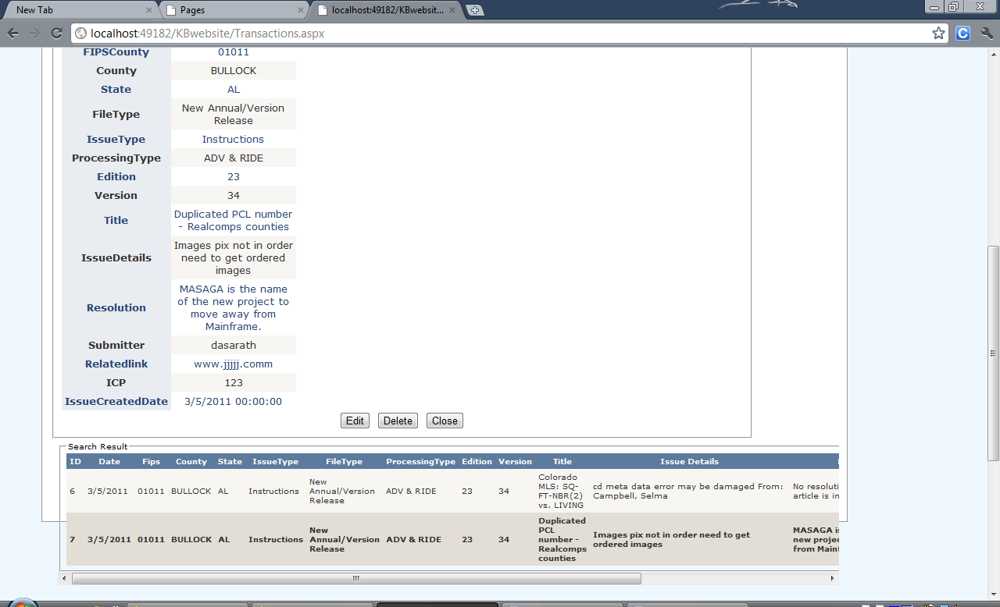 New Tab
Pages
localhost:49182/KBwebsit...
localhost:49182/KBwebsite/Transactions.aspx
FIPSCounty 01011
County BULLOCK
State AL
FileType New Annual/Version
Release
IssueType Instructions
ProcessingType ADV & RIDE
Edition 23
Version 34
Title Duplicated PCL number
- Realcomps counties
IssueDetails Images pix not in order
need to get ordered
images
Resolution MASAGA is the name
of the new project to
move away from
Mainframe.
Submitter dasarath
Relatedlink www.jjjjj.comm
ICP 123
IssueCreatedDate 3/5/2011 00:00:00
Edit Delete Close
Search Result
ID Date Fips County State IssueType FileType ProcessingType Edition Version Title Issue Details
6 3/5/2011 01011 BULLOCK AL Instructions New
Annual/Version
Release ADV & RIDE 23 34 Colorado
MLS: SQ-
FT-NBR(2)
vs. LIVING cd meta data error may be damaged From:
Campbell, Selma No resoluti
article is in
7 3/5/2011 01011 BULLOCK AL Instructions New
Annual/Version
Release ADV & RIDE 23 34 Duplicated
PCL
number -
Realcomps
counties Images pix not in order need to get
ordered images MASAGA is
new projec
from Main